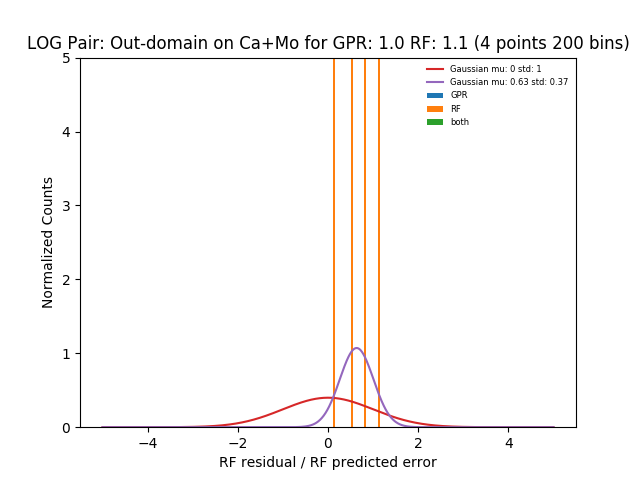 LOG Pair: Out-domain on Ca+Mo for GPR: 1.0 RF: 1.1 (4 points 200 bins)
Gaussian mu: 0 std: 1
Gaussian mu: 0.63 std: 0.37
GPR
RF
both
Normalized Counts
5
4
3
2
1
0
−4
−2
0
2
4
RF residual / RF predicted error